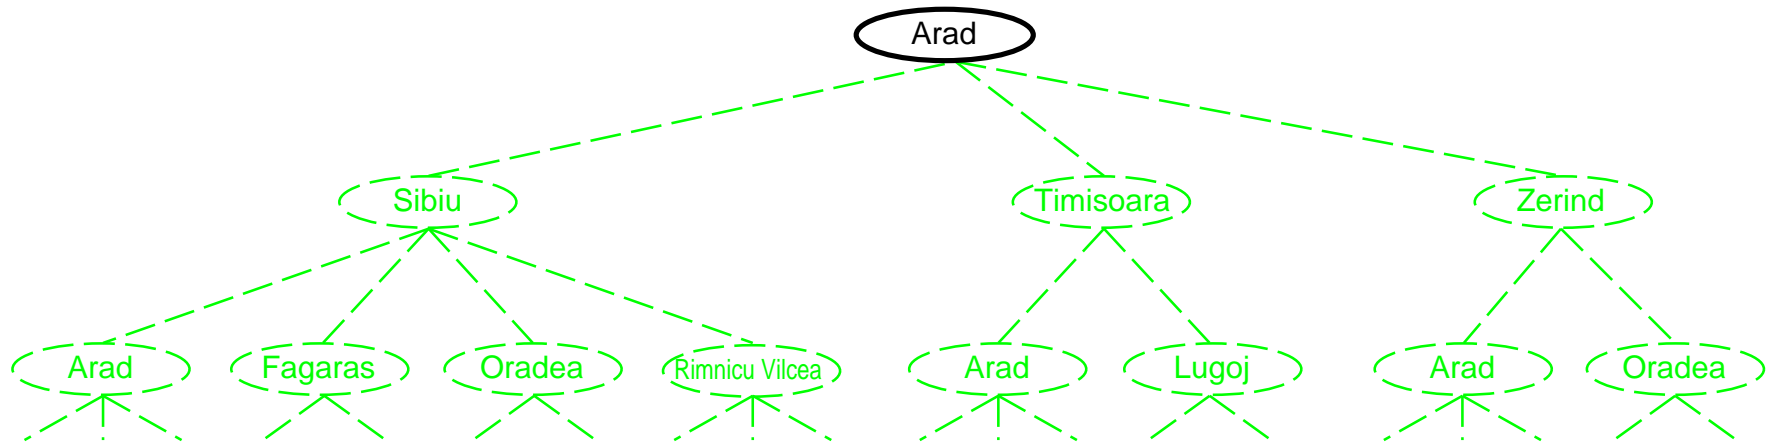 Arad
Sibiu
Timisoara
Zerind
Arad
Fagaras
Oradea
Rimnicu Vilcea
Arad
Lugoj
Arad
Oradea